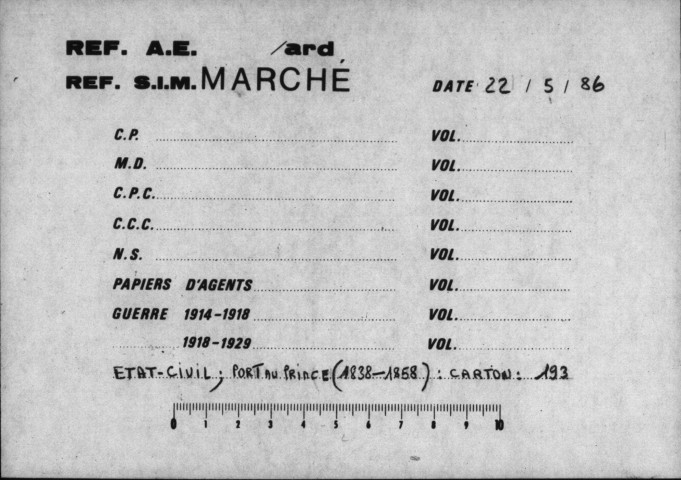 REF. A.E. /ard
REF. S.I.M. MARCHÉ DATE 22 / 5 / 86
C.P. VOL.
M.D. VOL.
C.P.C. VOL.
C.C.C. VOL.
N.S. VOL.
PAPIERS D'AGENTS VOL.
GUERRE 1914-1918 VOL.
1918-1929 VOL.
ETAT-CIVIL ; PORT AU PRINCE (1838-1858) : CARTON : 193
0 1 2 3 4 5 6 7 8 9 10